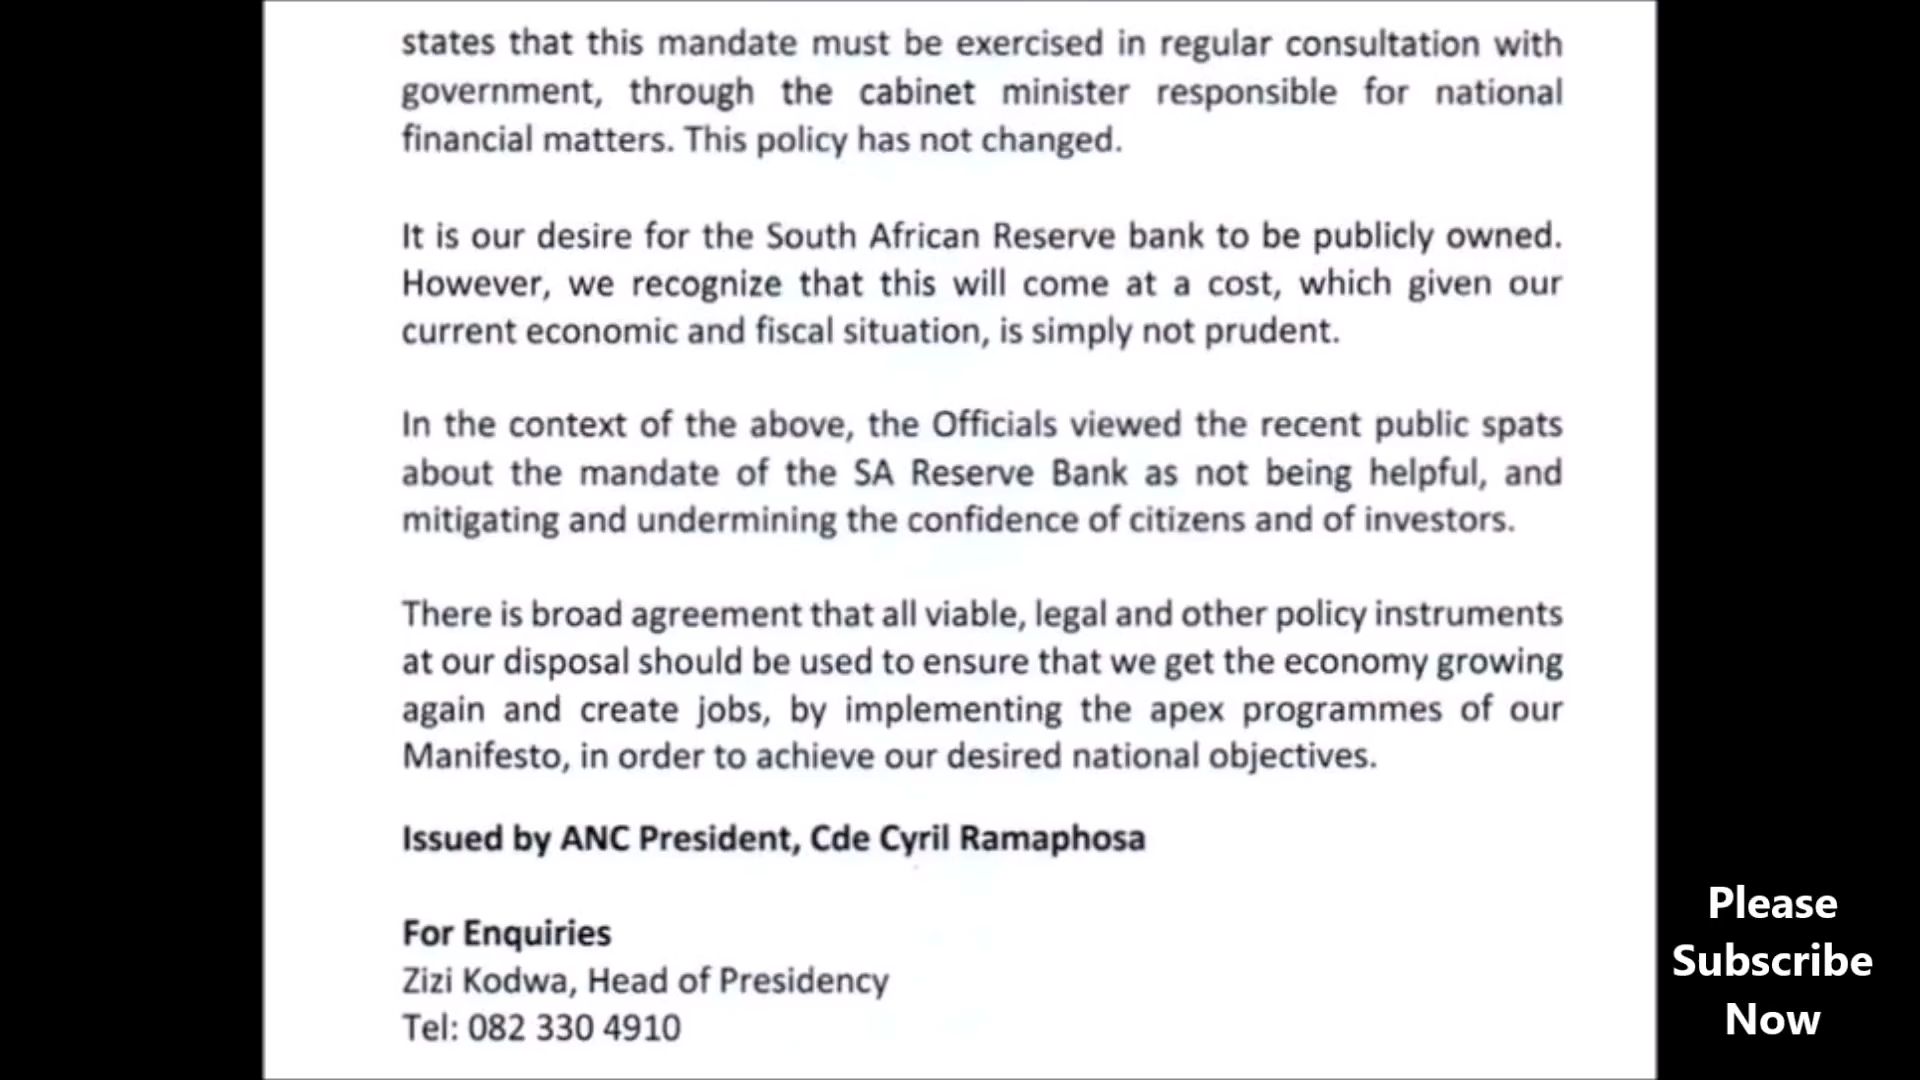 states that this mandate must be exercised in regular consultation with
government, through the cabinet minister responsible for national
financial matters. This policy has not changed.
It is our desire for the South African Reserve bank to be publicly owned.
However, we recognize that this will come at a cost, which given our
current economic and fiscal situation, is simply not prudent.
In the context of the above, the Officials viewed the recent public spats
about the mandate of the SA Reserve Bank as not being helpful, and
mitigating and undermining the confidence of citizens and of investors.
There is broad agreement that all viable, legal and other policy instruments
at our disposal should be used to ensure that we get the economy growing
again and create jobs, by implementing the apex programmes of our
Manifesto, in order to achieve our desired national objectives.
Issued by ANC President, Cde Cyril Ramaphosa
For Enquiries
Zizi Kodwa, Head of Presidency
Tel: 082 330 4910
Please
Subscribe
Now